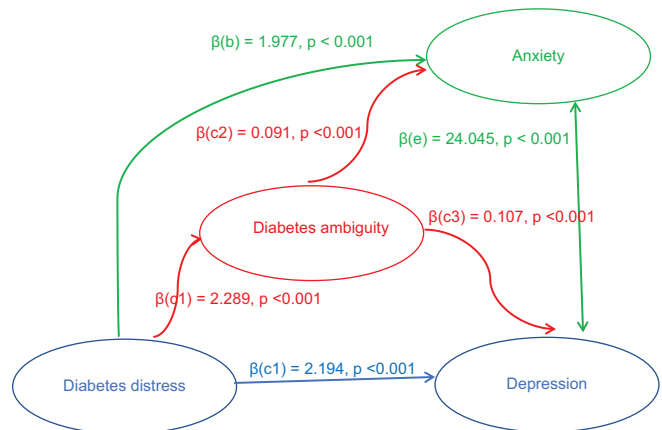 β(b) = 1.977, p < 0.001
Anxiety
β(c2) = 0.091, p <0.001
β(e) = 24.045, p < 0.001
Diabetes ambiguity
β(c3) = 0.107, p <0.001
β(c1) = 2.289, p <0.001
β(c1) = 2.194, p <0.001
Diabetes distress
Depression